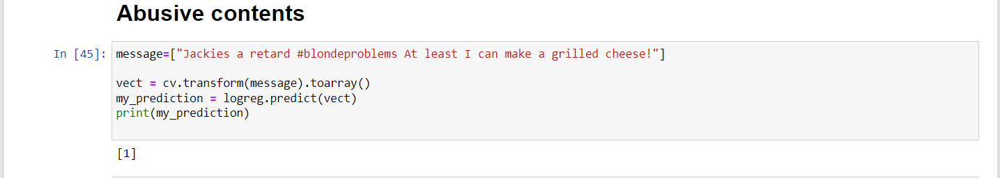 Abusive contents
In [45]: message=["Jackies a retard #blondeproblems At least I can make a grilled cheese!"]
vect = cv.transform(message).toarray()
my_prediction = logreg.predict(vect)
print(my_prediction)
[1]